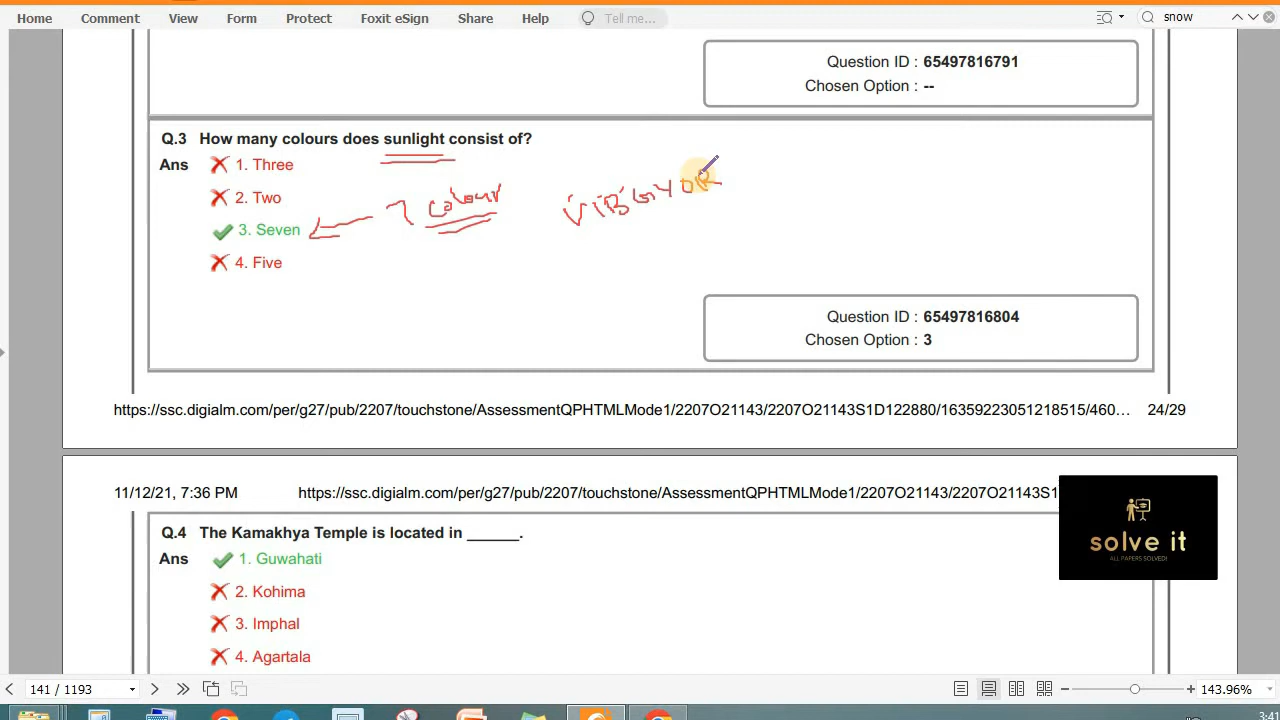 Home Comment View Form Protect Foxit eSign Share Help Tell me... snow
Question ID : 65497816791
Chosen Option : --
Q.3 How many colours does sunlight consist of?
Ans 1. Three
2. Two
3. Seven
4. Five
7 colour
VIBGYOR
Question ID : 65497816804
Chosen Option : 3
https://ssc.digialm.com/per/g27/pub/2207/touchstone/AssessmentQPHTMLMode1/2207O21143/2207O21143S1D122880/16359223051218515/460… 24/29
11/12/21, 7:36 PM https://ssc.digialm.com/per/g27/pub/2207/touchstone/AssessmentQPHTMLMode1/2207O21143/2207O21143S1
Q.4 The Kamakhya Temple is located in ______.
Ans 1. Guwahati
2. Kohima
3. Imphal
4. Agartala
solve it
ALL PAPERS SOLVED!
141 / 1193 143.96%